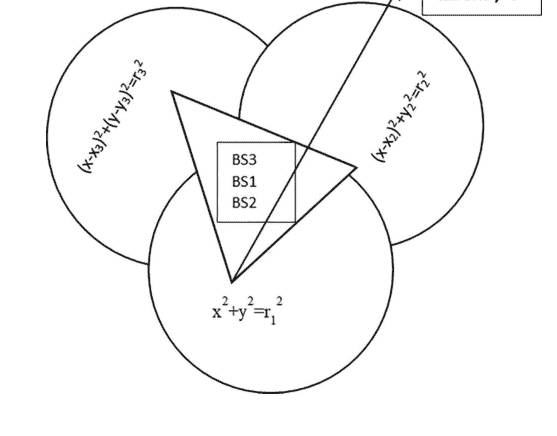 (x-x₃)²+(y-y₃)²=r₃²
(x-x₂)²+y₂²=r₂²
BS3
BS1
BS2
x²+y²=r₁²